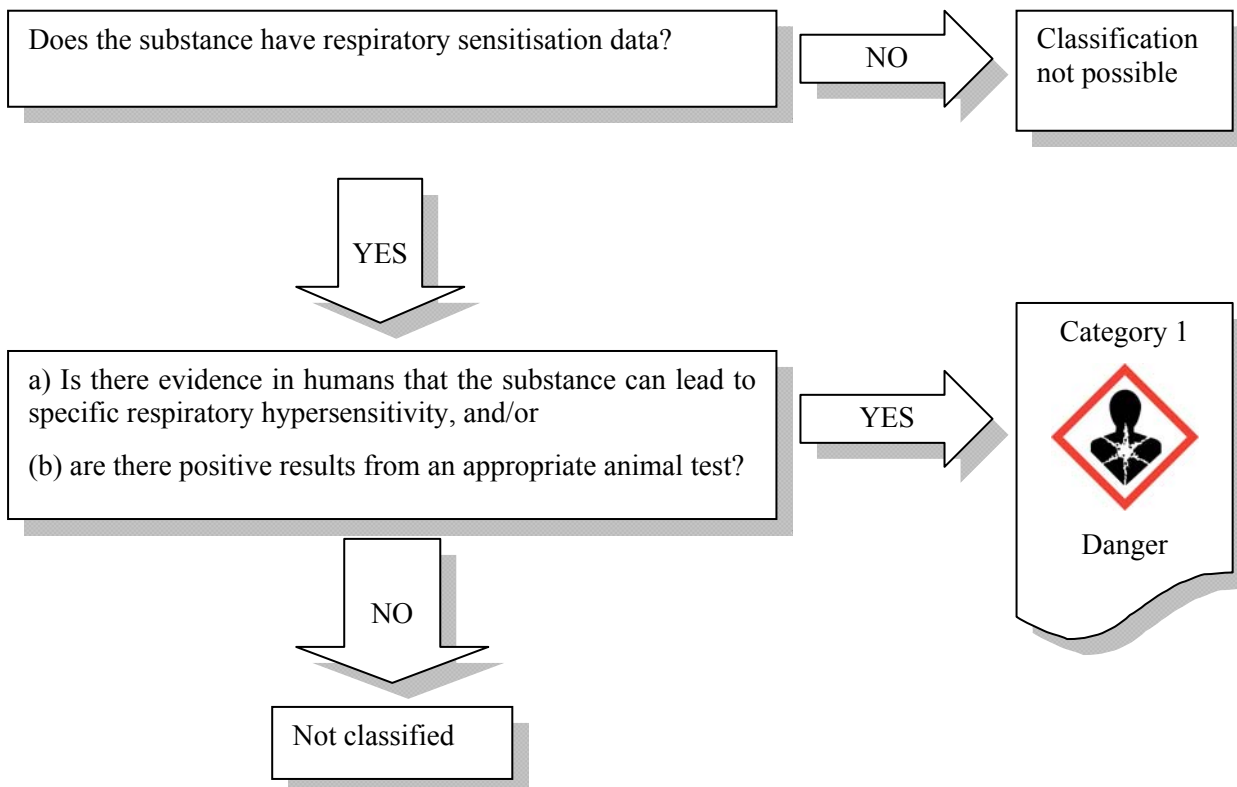 Does the substance have respiratory sensitisation data?
NO
Classification
not possible
YES
a) Is there evidence in humans that the substance can lead to
specific respiratory hypersensitivity, and/or
(b) are there positive results from an appropriate animal test?
YES
Category 1
Danger
NO
Not classified